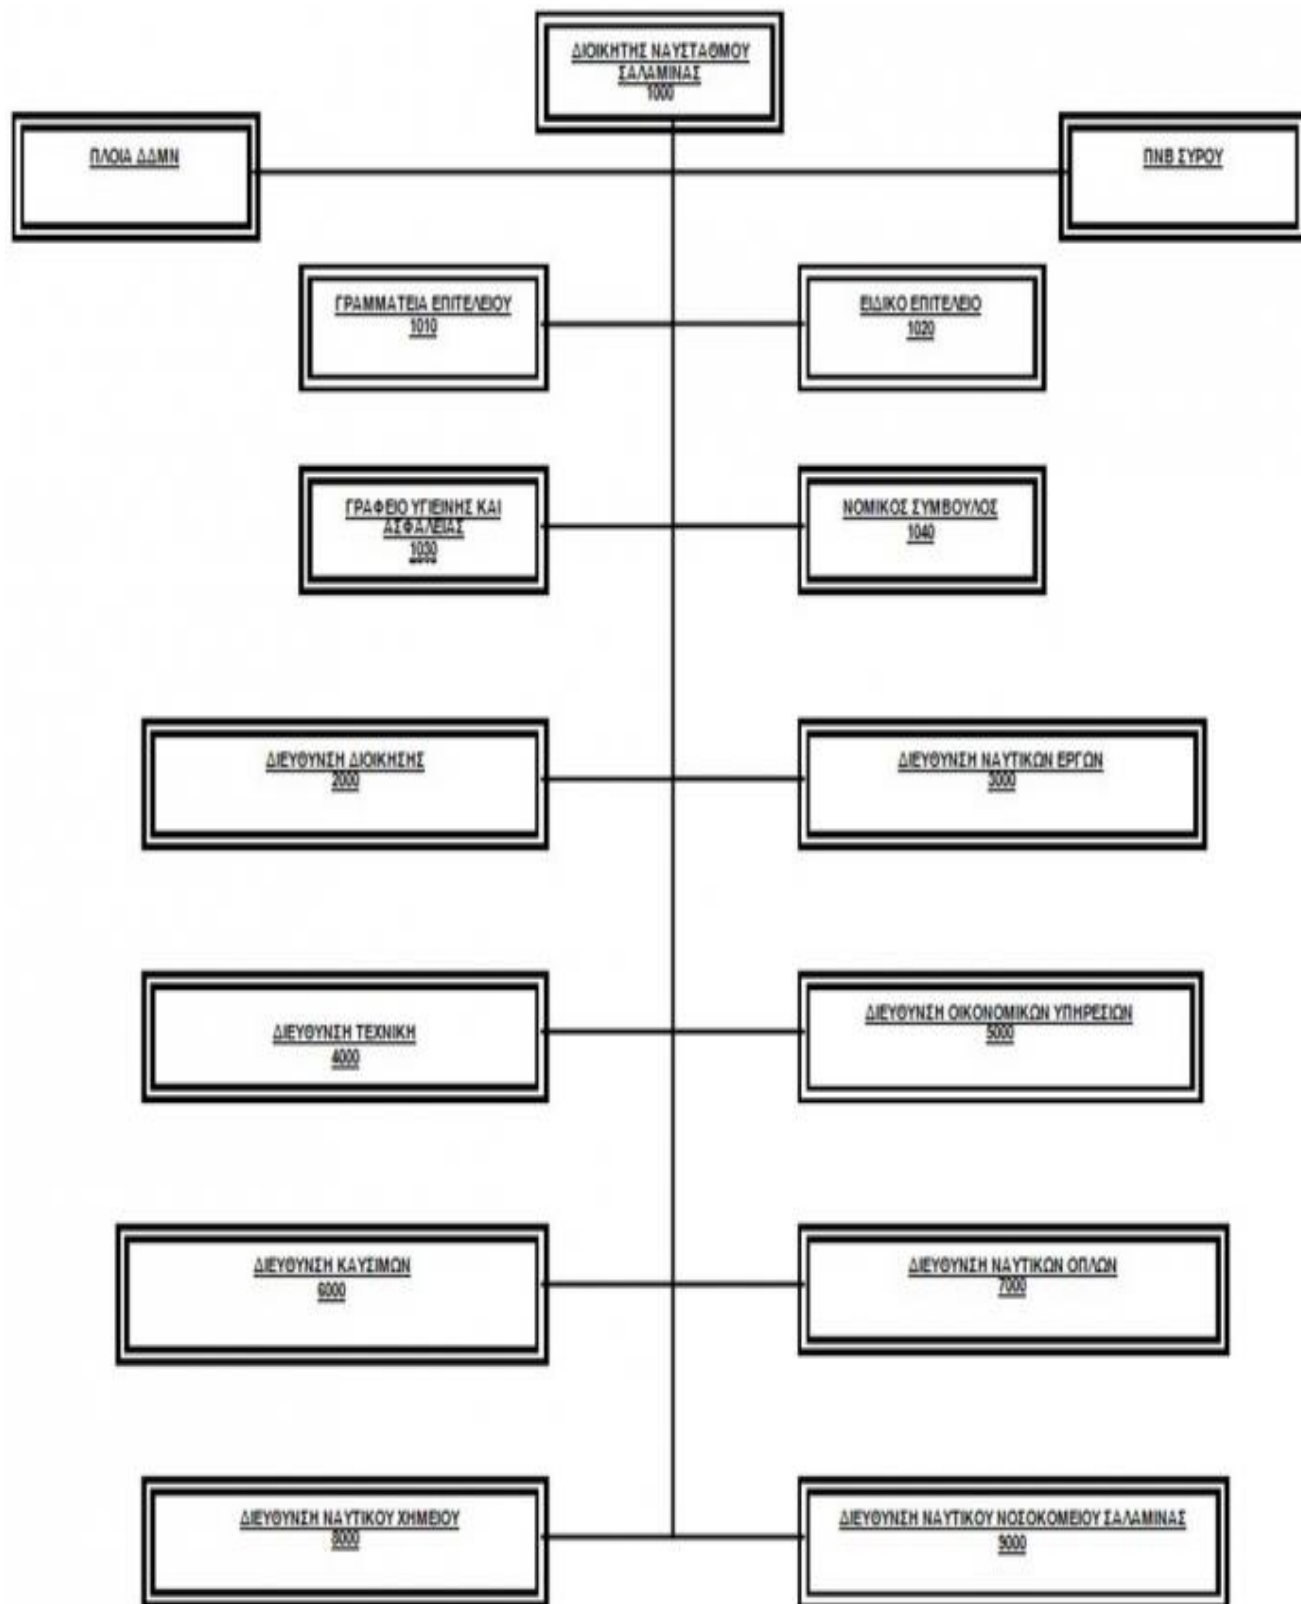 ΔΙΟΙΚΗΤΗΣ ΝΑΥΣΤΑΘΜΟΥ
ΣΑΛΑΜΙΝΑΣ
1000
ΠΛΟΙΑ ΔΔΜΝ
ΠΝΒ ΣΥΡΟΥ
ΓΡΑΜΜΑΤΕΙΑ ΕΠΙΤΕΛΕΙΟΥ
1010
ΕΙΔΙΚΟ ΕΠΙΤΕΛΕΙΟ
1020
ΓΡΑΦΕΙΟ ΥΓΙΕΙΝΗΣ ΚΑΙ
ΑΣΦΑΛΕΙΑΣ
1030
ΝΟΜΙΚΟΣ ΣΥΜΒΟΥΛΟΣ
1040
ΔΙΕΥΘΥΝΣΗ ΔΙΟΙΚΗΣΗΣ
2000
ΔΙΕΥΘΥΝΣΗ ΝΑΥΤΙΚΩΝ ΕΡΓΩΝ
3000
ΔΙΕΥΘΥΝΣΗ ΤΕΧΝΙΚΗ
4000
ΔΙΕΥΘΥΝΣΗ ΟΙΚΟΝΟΜΙΚΩΝ ΥΠΗΡΕΣΙΩΝ
5000
ΔΙΕΥΘΥΝΣΗ ΚΑΥΣΙΜΩΝ
6000
ΔΙΕΥΘΥΝΣΗ ΝΑΥΤΙΚΩΝ ΟΠΛΩΝ
7000
ΔΙΕΥΘΥΝΣΗ ΝΑΥΤΙΚΟΥ ΧΗΜΕΙΟΥ
8000
ΔΙΕΥΘΥΝΣΗ ΝΑΥΤΙΚΟΥ ΝΟΣΟΚΟΜΕΙΟΥ ΣΑΛΑΜΙΝΑΣ
9000